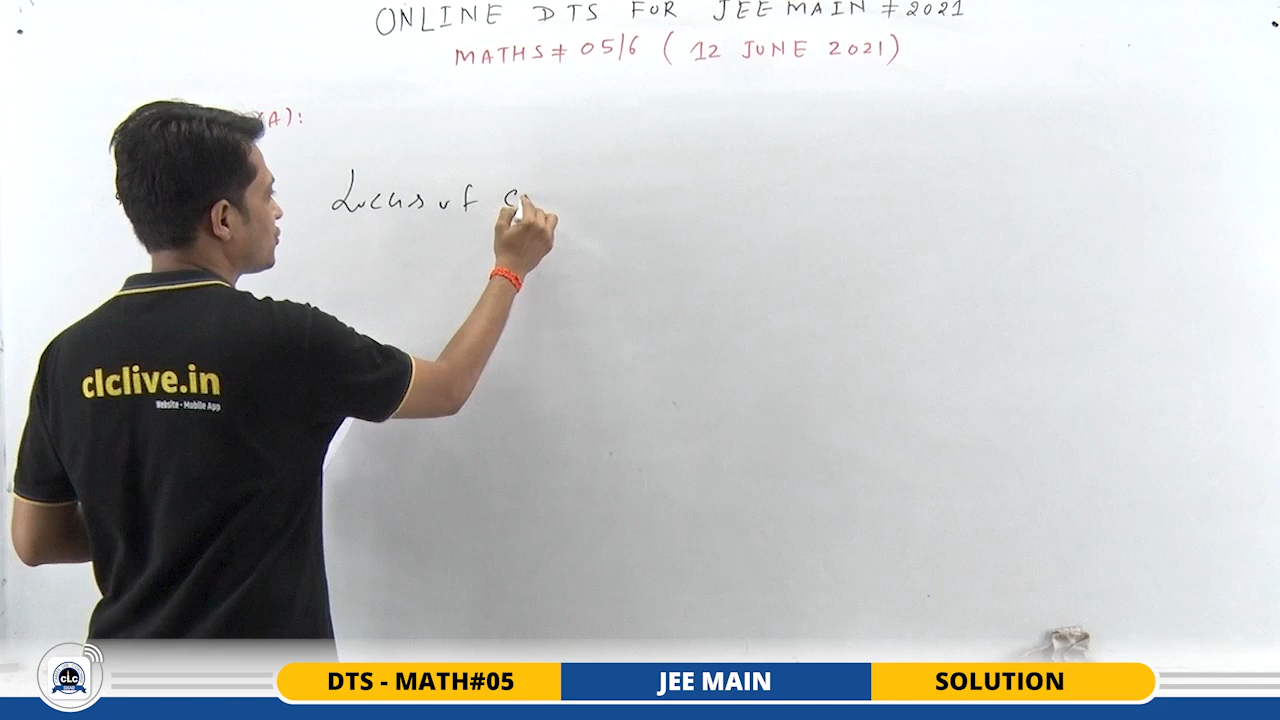 ONLINE DTS FOR JEE MAIN # 2021
MATHS # 05/6 ( 12 JUNE 2021)
(A):
Locus of
clclive.in
Website - Mobile App
CLC
DTS - MATH#05
JEE MAIN
SOLUTION